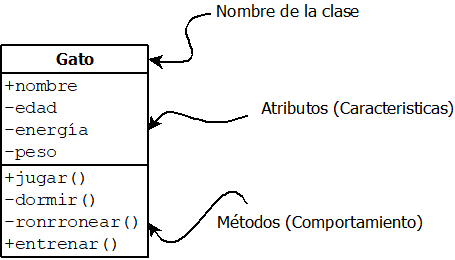 Nombre de la clase
Gato
+nombre
-edad
-energía
-peso
Atributos (Caracteristicas)
+jugar()
-dormir()
-ronrronear()
+entrenar()
Métodos (Comportamiento)